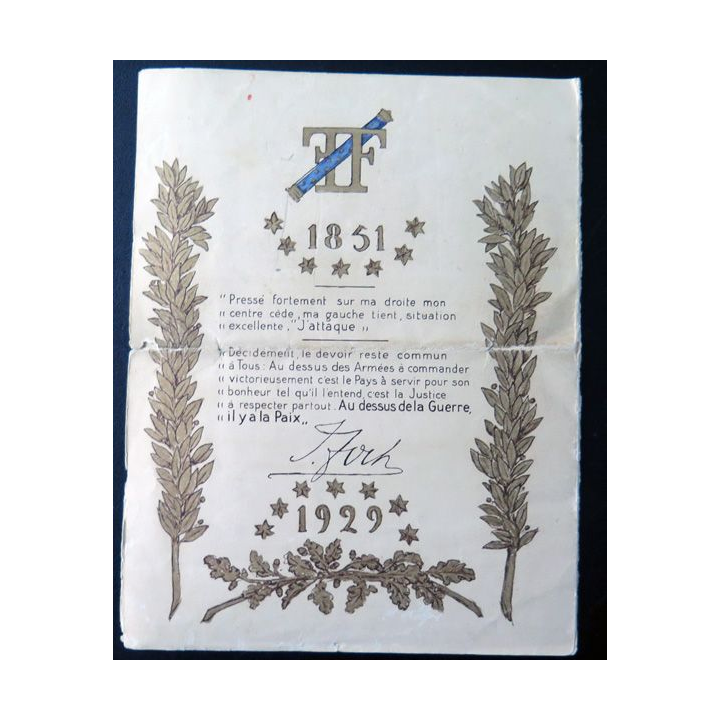 FF
1851
"Pressé fortement sur ma droite mon
"centre cède, ma gauche tient, situation
"excellente. "J'attaque"
"Décidément, le devoir reste commun
"à Tous: Au dessus des Armées à commander
"victorieusement c'est le Pays à servir pour son
"bonheur tel qu'il l'entend, c'est la Justice
"à respecter partout. Au dessus de la Guerre,
"il y a la Paix"
F. Foch
1929